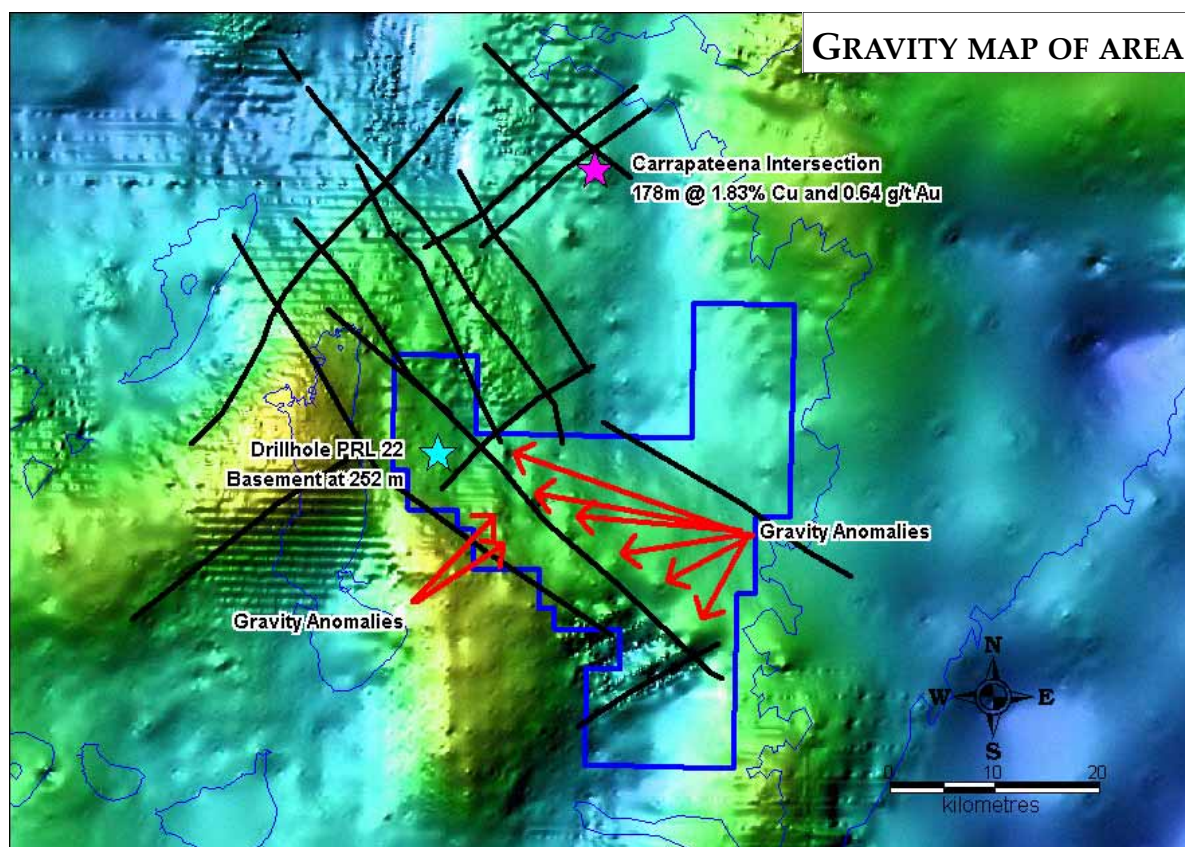 GRAVITY MAP OF AREA
Carrapateena Intersection
178m @ 1.83% Cu and 0.64 g/t Au
Drillhole PRL 22
Basement at 252 m
Gravity Anomalies
Gravity Anomalies
N
W E
S
0 10 20
kilometres